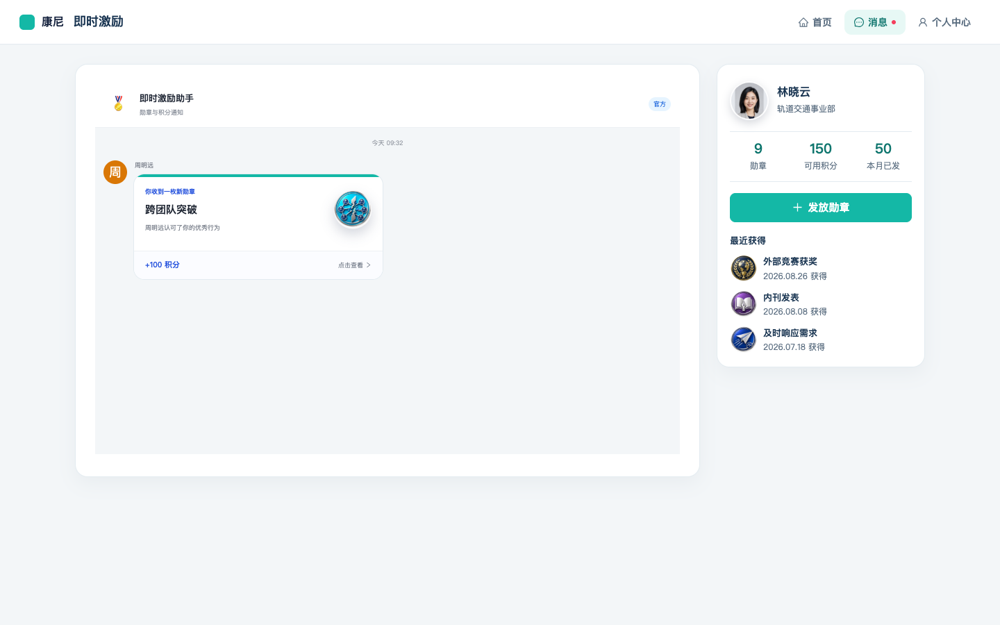 康尼 即时激励
首页
消息
个人中心
即时激励助手
勋章与积分通知
官方
今天 09:32
周
周明远
你收到一枚新勋章
跨团队突破
周明远认可了你的优秀行为
+100 积分
点击查看
林晓云
轨道交通事业部
9
勋章
150
可用积分
50
本月已发
发放勋章
最近获得
外部竞赛获奖
2026.08.26 获得
内刊发表
2026.08.08 获得
及时响应需求
2026.07.18 获得